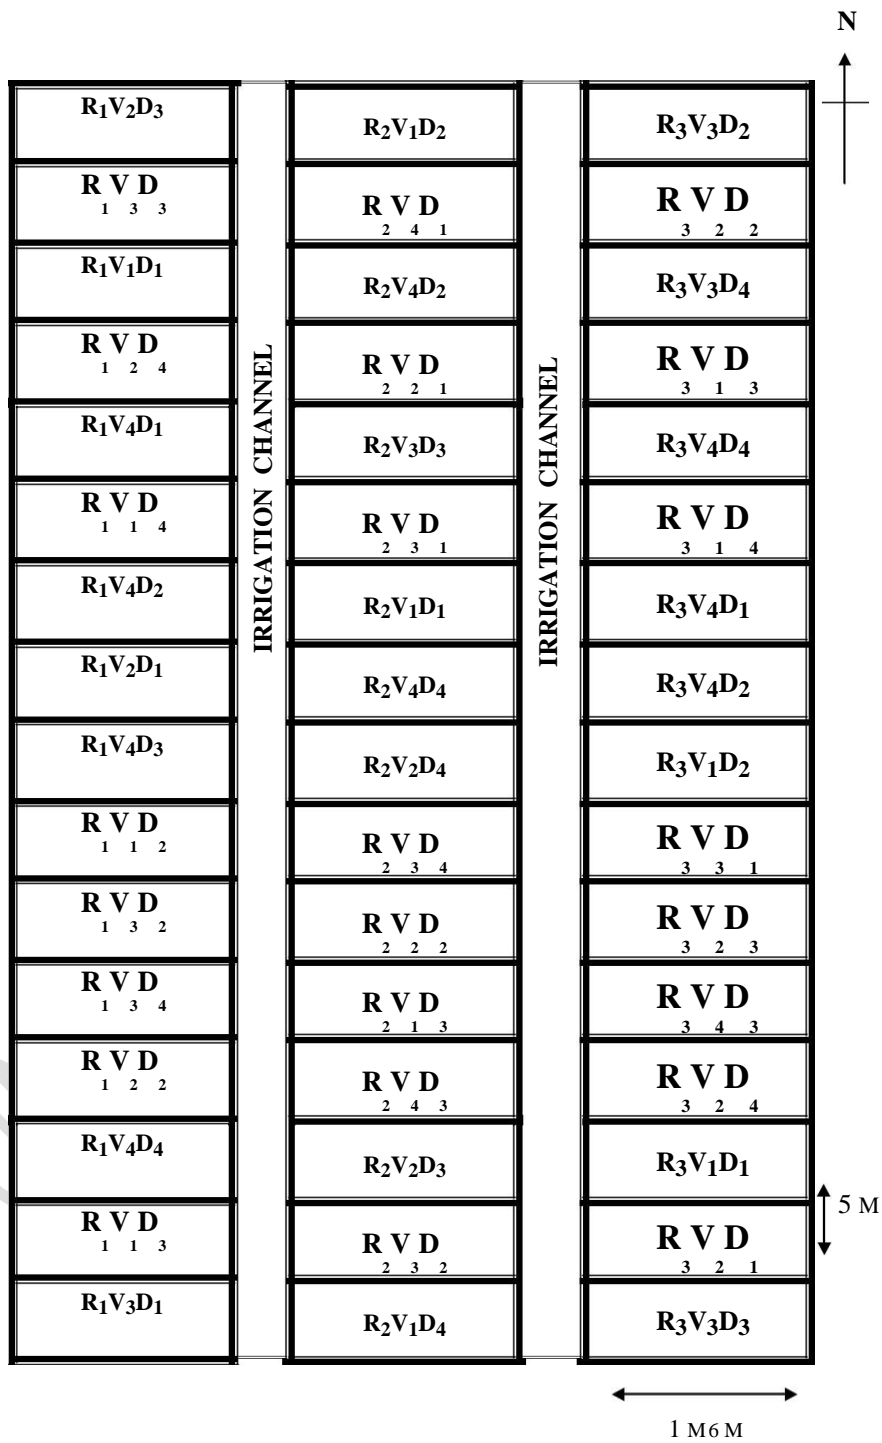 N
R₁V₂D₃
R₁V₃D₃
R₁V₁D₁
R₁V₂D₄
R₁V₄D₁
R₁V₁D₄
R₁V₄D₂
R₁V₂D₁
R₁V₄D₃
R₁V₁D₂
R₁V₃D₂
R₁V₃D₄
R₁V₂D₂
R₁V₄D₄
R₁V₁D₃
R₁V₃D₁
IRRIGATION CHANNEL
R₂V₁D₂
R₂V₄D₁
R₂V₄D₂
R₂V₂D₁
R₂V₃D₃
R₂V₃D₁
R₂V₁D₁
R₂V₄D₄
R₂V₂D₄
R₂V₃D₄
R₂V₂D₂
R₂V₁D₃
R₂V₄D₃
R₂V₂D₃
R₂V₃D₂
R₂V₁D₄
IRRIGATION CHANNEL
R₃V₃D₂
R₃V₂D₂
R₃V₃D₄
R₃V₁D₃
R₃V₄D₄
R₃V₁D₄
R₃V₄D₁
R₃V₄D₂
R₃V₁D₂
R₃V₃D₁
R₃V₂D₃
R₃V₄D₃
R₃V₂D₄
R₃V₁D₁
R₃V₂D₁
R₃V₃D₃
5 M
1 M6 M